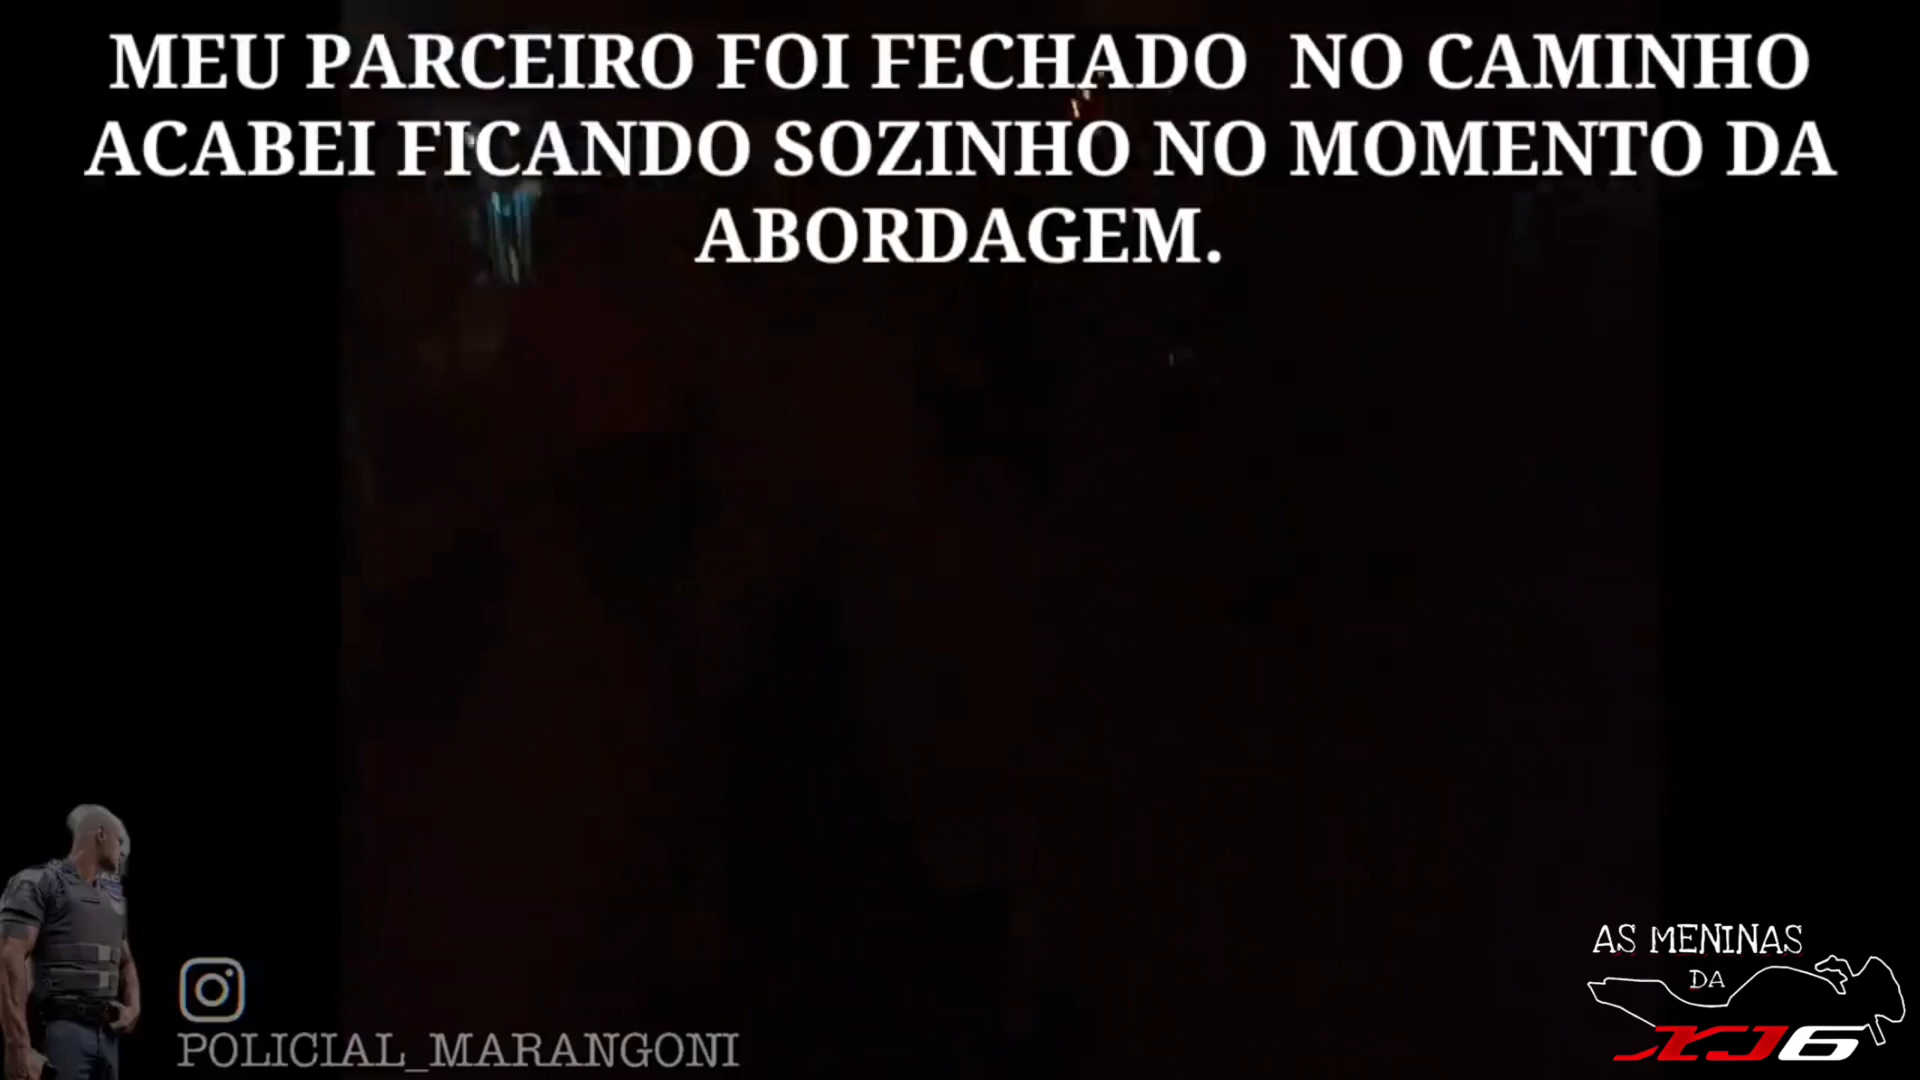 MEU PARCEIRO FOI FECHADO NO CAMINHO
ACABEI FICANDO SOZINHO NO MOMENTO DA
ABORDAGEM.
POLICIAL_MARANGONI
AS MENINAS
DA
XJ6